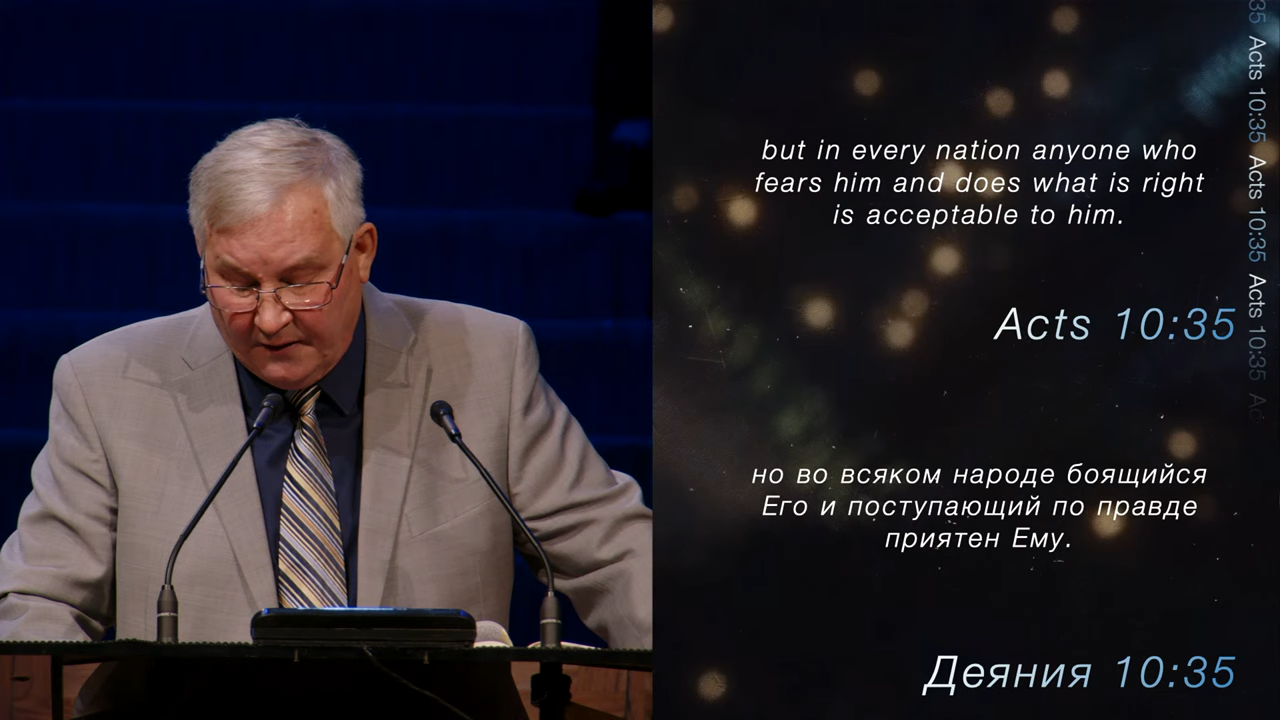 but in every nation anyone who
fears him and does what is right
is acceptable to him.
Acts 10:35
но во всяком народе боящийся
Его и поступающий по правде
приятен Ему.
Деяния 10:35
35 Acts 10:35 Acts 10:35 Acts 10:35 Ac